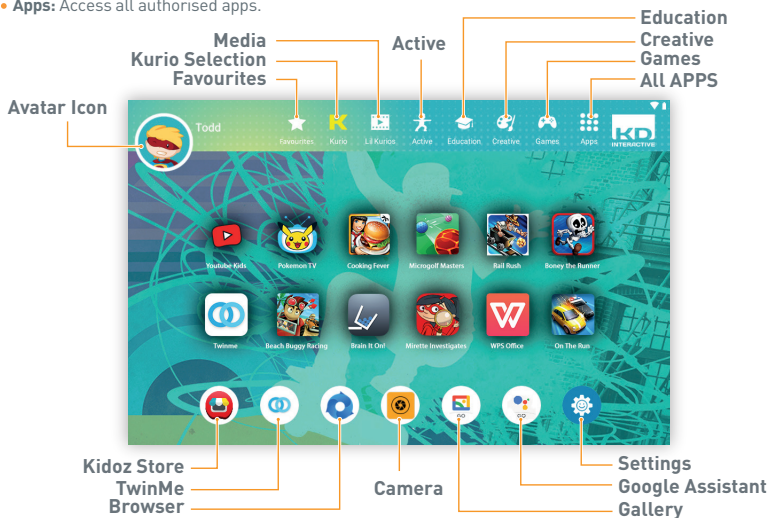 • Apps: Access all authorised apps.
Education
Media
Active
Creative
Kurio Selection
Games
Favourites
All APPS
Avatar Icon
Todd
Favourites Kurio Lil Kurios Active Education Creative Games Apps
KD
INTERACTIVE
Youtube Kids Pokemon TV Cooking Fever Microgolf Masters Rail Rush Boney the Runner
Twinme Beach Buggy Racing Brain It On! Mirette Investigates WPS Office On The Run
GO GO
Kidoz Store
Settings
TwinMe
Camera
Google Assistant
Browser
Gallery